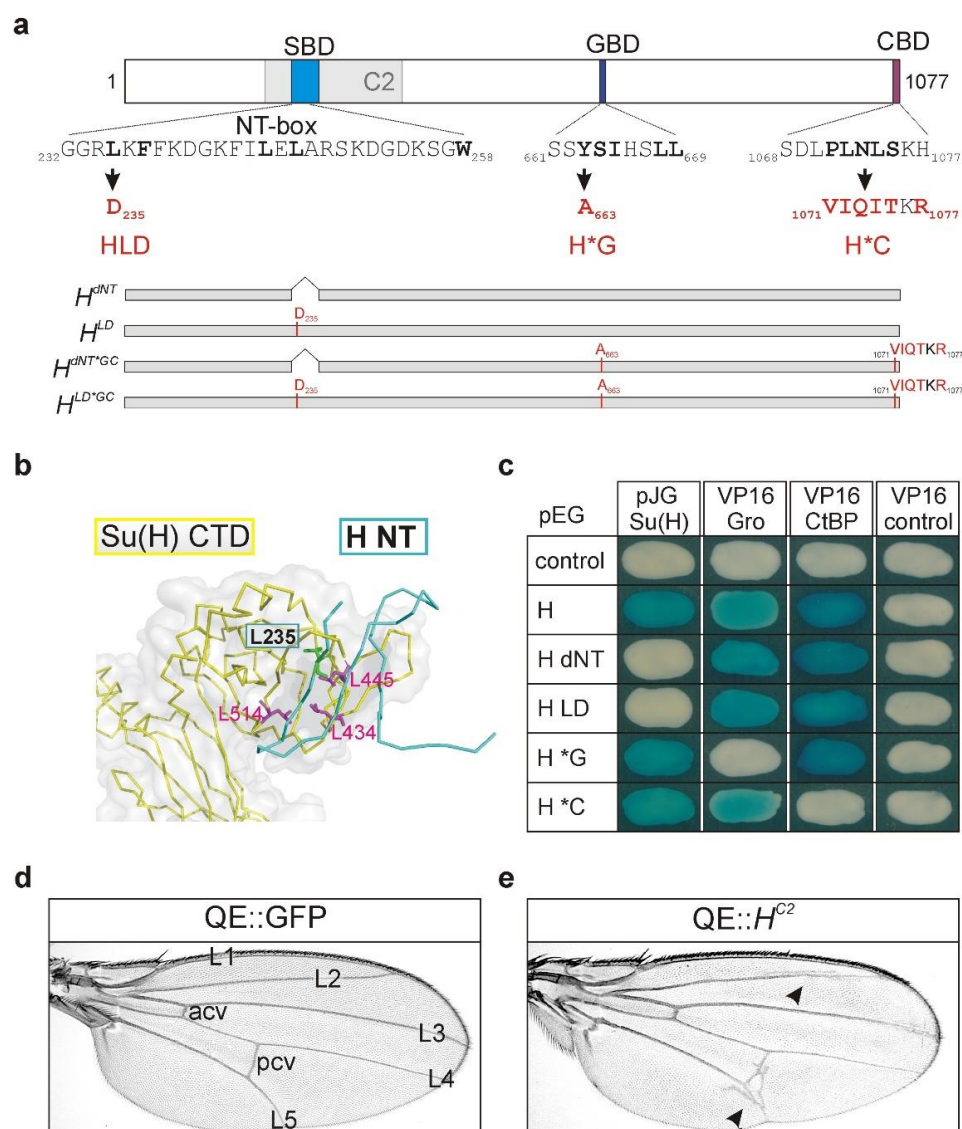 a
SBD GBD CBD
1 C2 1077
NT-box
232GGRLKFFKDGKFILELARSKDGDKSGW258 661SSYSIHSLL669 1068SDLPLNLSKH1077
D235 A663 1071VIQITKR1077
HLD H*G H*C
HdNT
D235
HLD
A663 1071VIQTKR1077
HdNT*GC
D235 A663 1071VIQTKR1077
HLD*GC
b
Su(H) CTD H NT
L235
L445
L514
L434
c
pEG pJG Su(H) VP16 Gro VP16 CtBP VP16 control
control
H
H dNT
H LD
H *G
H *C
d
QE::GFP
L1
L2
acv
L3
pcv
L4
L5
e
QE::HC2